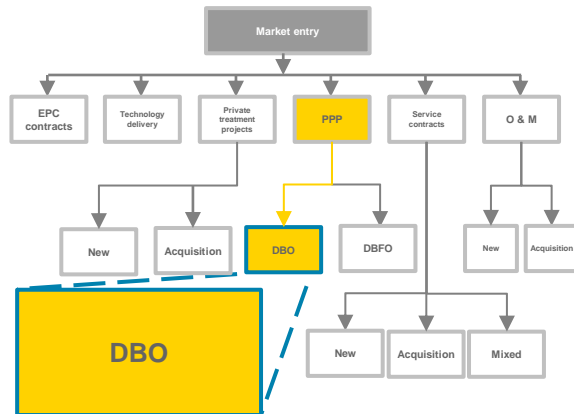 Market entry
EPC
contracts
Technology
delivery
Private
treatment
projects
PPP
Service
contracts
O & M
New
Acquisition
DBO
DBFO
New
Acquisition
DBO
New
Acquisition
Mixed